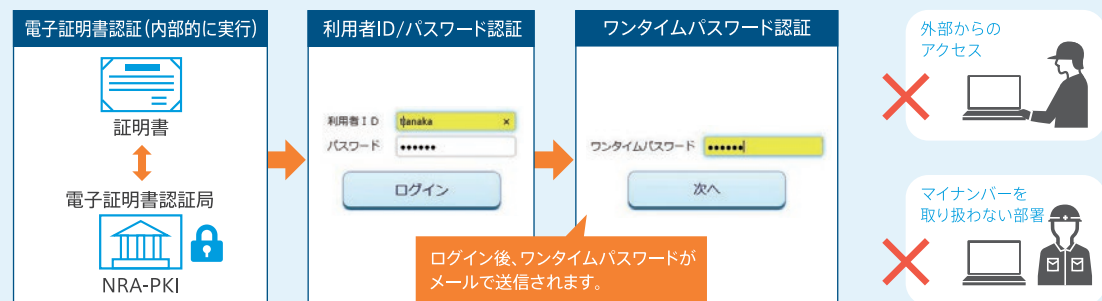 電子証明書認証（内部的に実行）
証明書
電子証明書認証局
NRA-PKI
利用者ID/パスワード認証
利用者ＩＤ tanaka ×
パスワード ••••••
ログイン
ワンタイムパスワード認証
ワンタイムパスワード ••••••
次へ
ログイン後、ワンタイムパスワードが
メールで送信されます。
外部からの
アクセス
マイナンバーを
取り扱わない部署